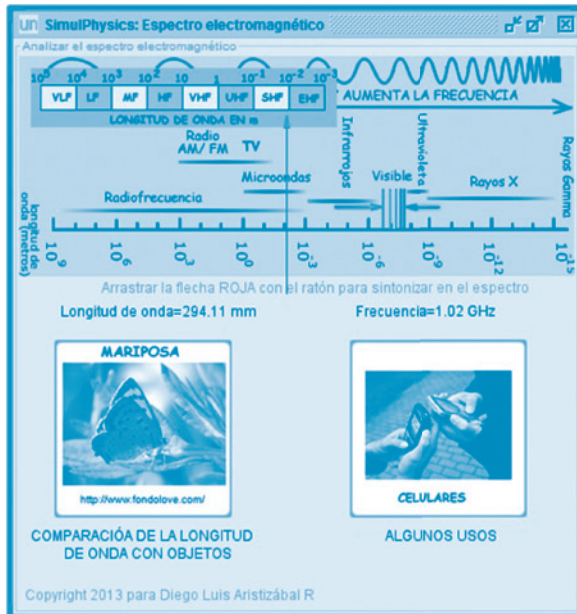 un SimulPhysics: Espectro electromagnético
Analizar el espectro electromagnético
10⁵ 10⁴ 10³ 10² 10 1 10⁻¹ 10⁻² 10⁻³
VLF LF MF HF VHF UHF SHF EHF
AUMENTA LA FRECUENCIA
LONGITUD DE ONDA EN m
Radio
AM/ FM TV
Microondas
Infrarrojos
Visible
Ultravioleta
Rayos X
Rayos Gamma
Radiofrecuencia
longitud de
onda (metros)
10⁹ 10⁶ 10³ 10⁰ 10⁻³ 10⁻⁶ 10⁻⁹ 10⁻¹² 10⁻¹⁵
Arrastrar la flecha ROJA con el ratón para sintonizar en el espectro
Longitud de onda=294.11 mm Frecuencia=1.02 GHz
MARIPOSA
http://www.fondolove.com/
CELULARES
COMPARACIÓA DE LA LONGITUD
DE ONDA CON OBJETOS
ALGUNOS USOS
Copyright 2013 para Diego Luis Aristizábal R